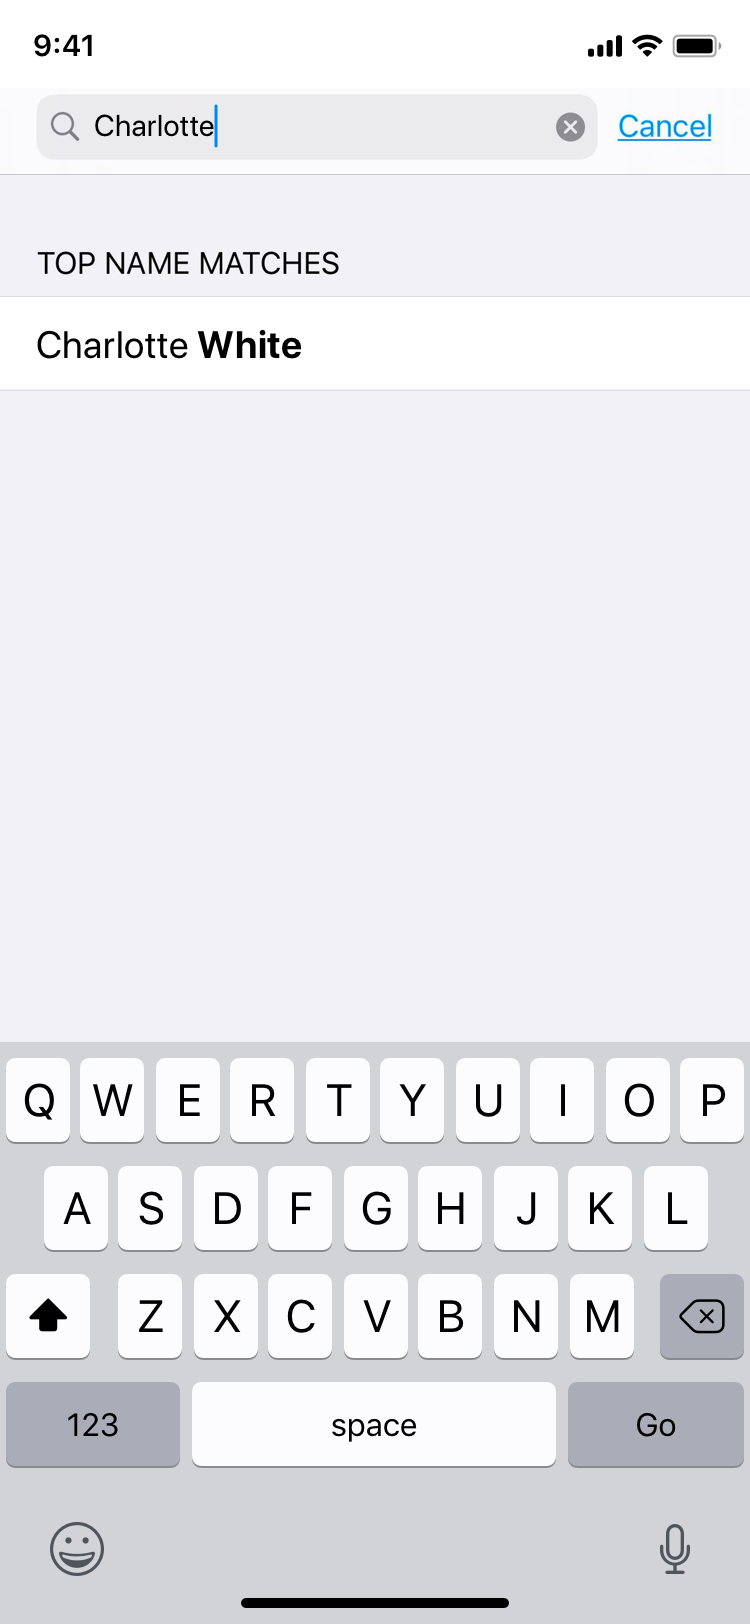 9:41
Charlotte
Cancel
TOP NAME MATCHES
Charlotte White
Q W E R T Y U I O P
A S D F G H J K L
Z X C V B N M
123 space Go